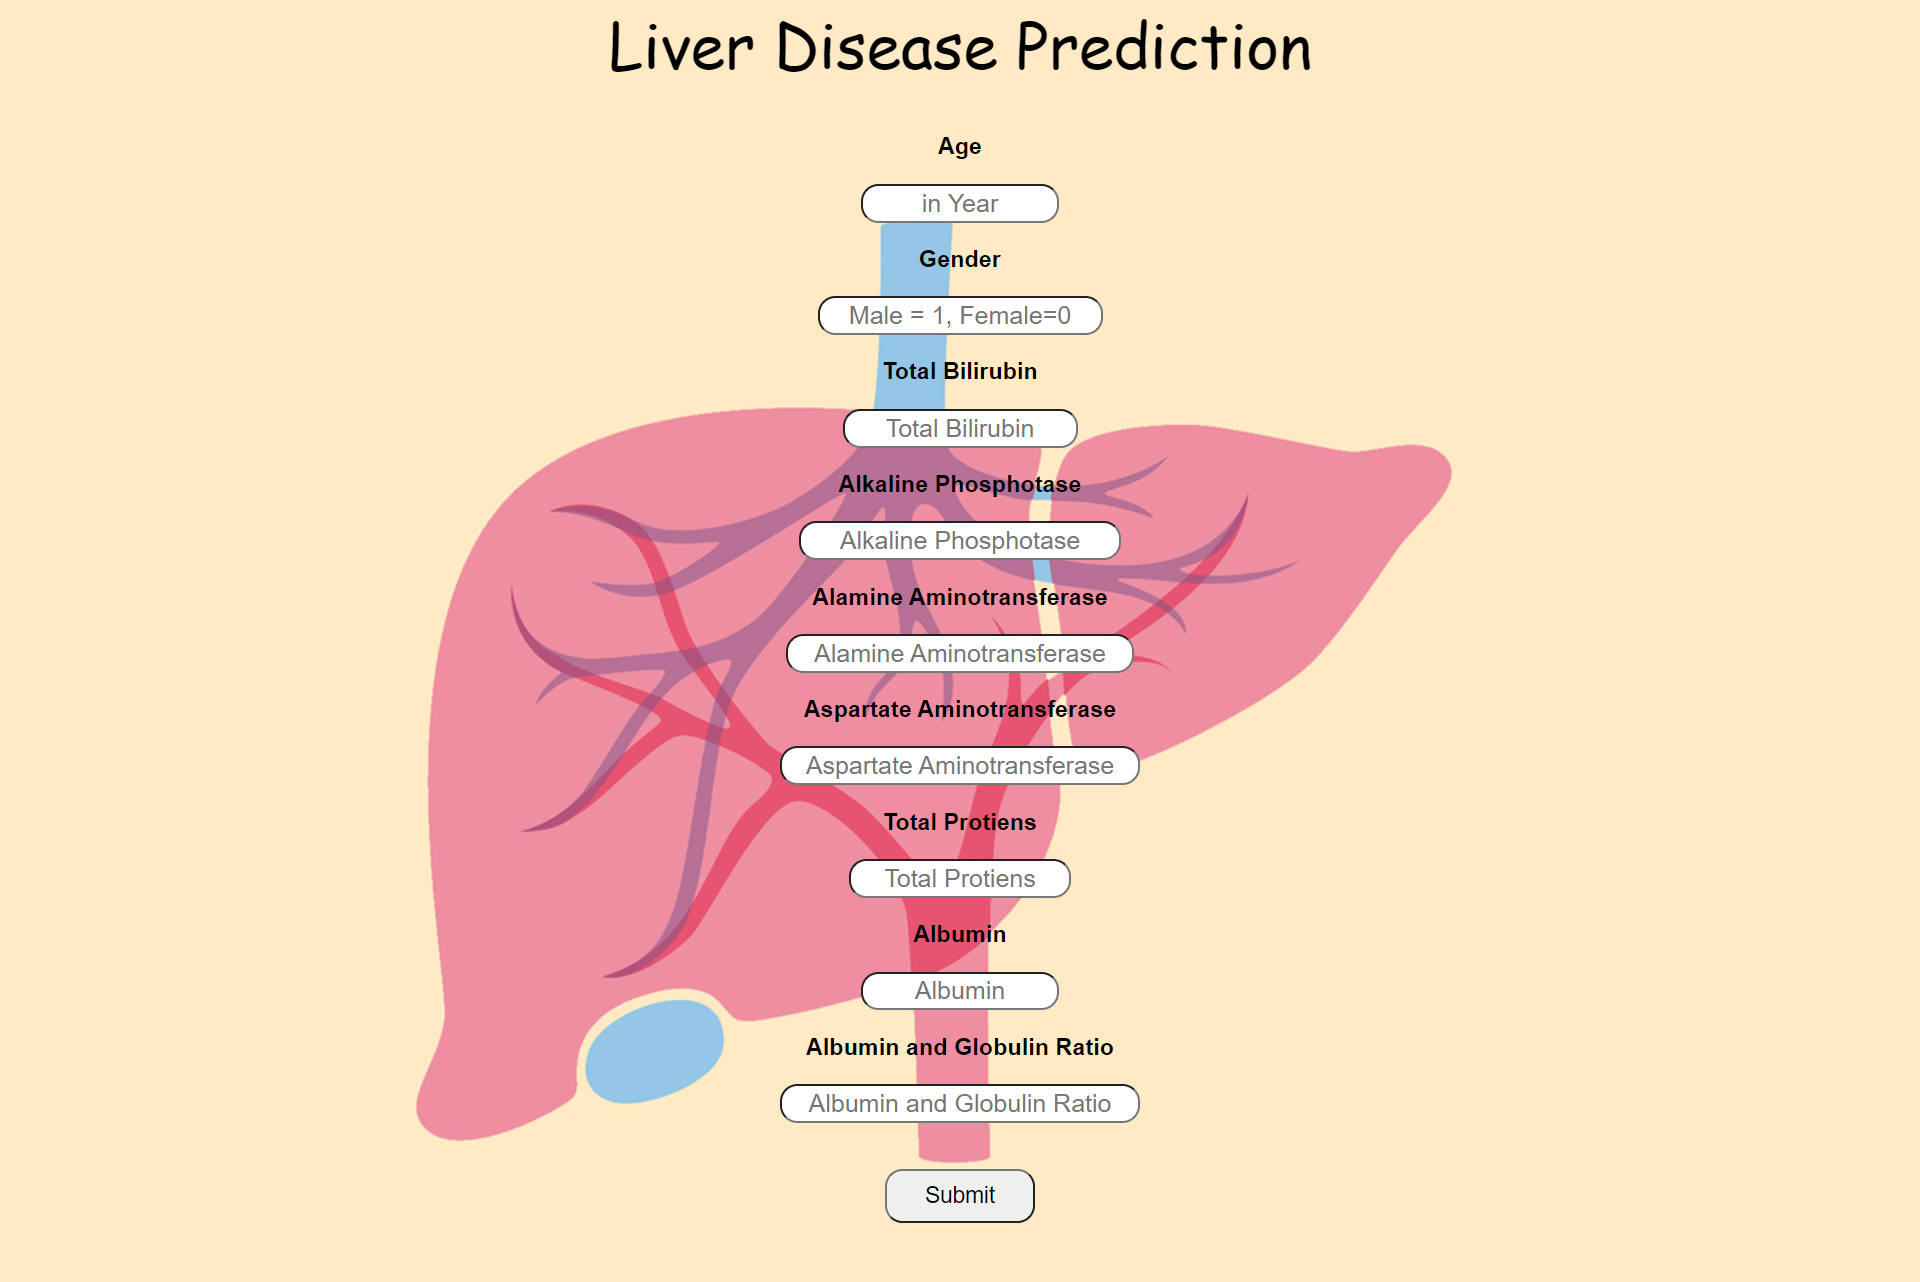 Liver Disease Prediction
Age
in Year
Gender
Male = 1, Female=0
Total Bilirubin
Total Bilirubin
Alkaline Phosphotase
Alkaline Phosphotase
Alamine Aminotransferase
Alamine Aminotransferase
Aspartate Aminotransferase
Aspartate Aminotransferase
Total Protiens
Total Protiens
Albumin
Albumin
Albumin and Globulin Ratio
Albumin and Globulin Ratio
Submit